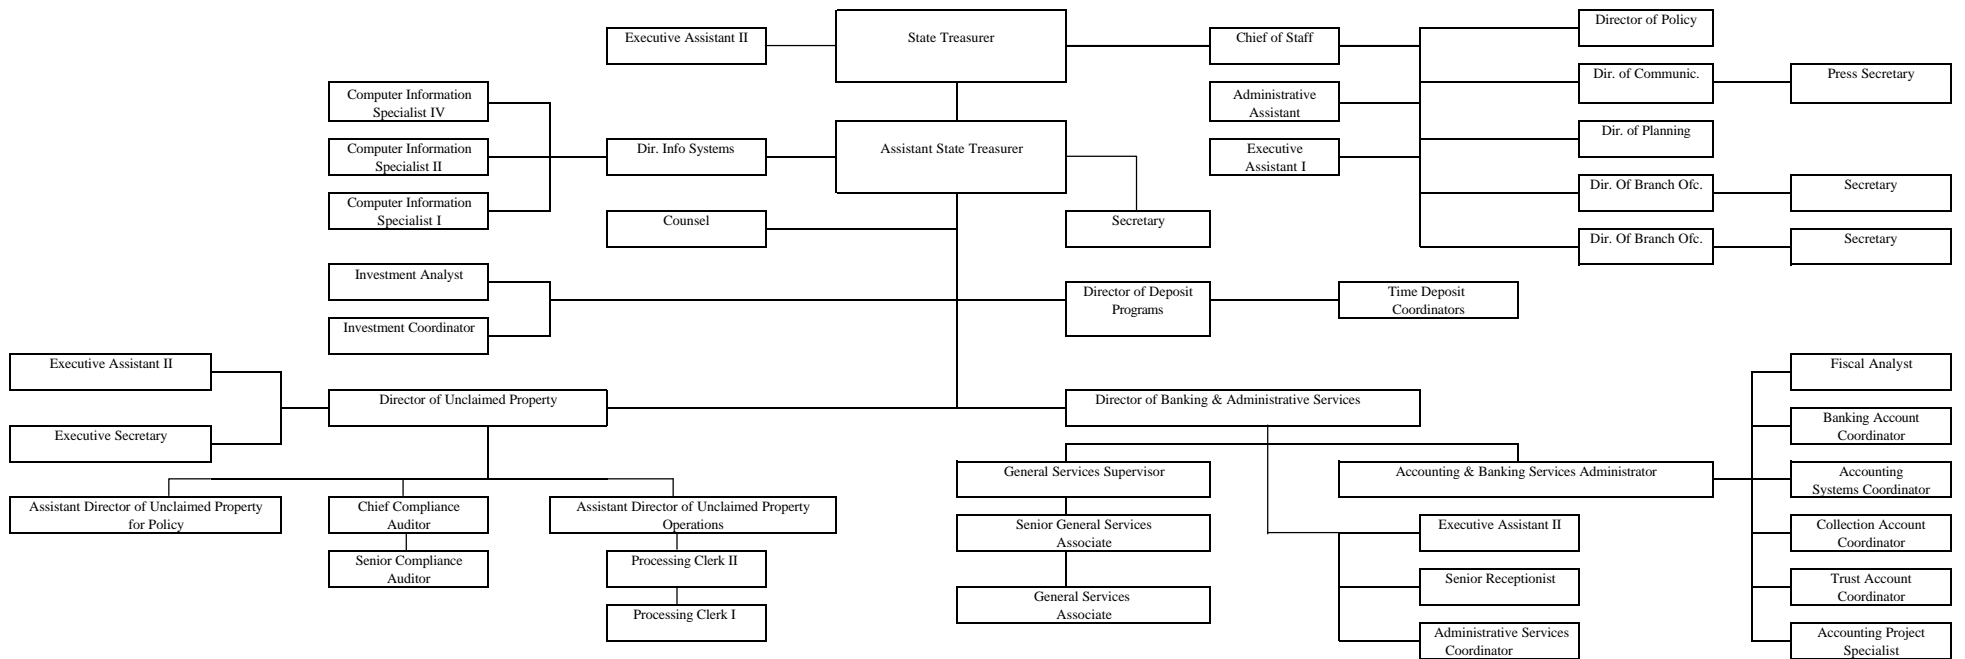 Executive Assistant II
State Treasurer
Chief of Staff
Director of Policy
Dir. of Communic.
Press Secretary
Computer Information
Specialist IV
Administrative
Assistant
Dir. of Planning
Computer Information
Specialist II
Dir. Info Systems
Assistant State Treasurer
Executive
Assistant I
Dir. Of Branch Ofc.
Secretary
Computer Information
Specialist I
Counsel
Secretary
Dir. Of Branch Ofc.
Secretary
Investment Analyst
Director of Deposit
Programs
Time Deposit
Coordinators
Investment Coordinator
Executive Assistant II
Fiscal Analyst
Director of Unclaimed Property
Director of Banking & Administrative Services
Executive Secretary
Banking Account
Coordinator
General Services Supervisor
Accounting & Banking Services Administrator
Accounting
Systems Coordinator
Assistant Director of Unclaimed Property
for Policy
Chief Compliance
Auditor
Assistant Director of Unclaimed Property
Operations
Senior General Services
Associate
Executive Assistant II
Collection Account
Coordinator
Senior Compliance
Auditor
Processing Clerk II
Senior Receptionist
Trust Account
Coordinator
General Services
Associate
Processing Clerk I
Administrative Services
Coordinator
Accounting Project
Specialist